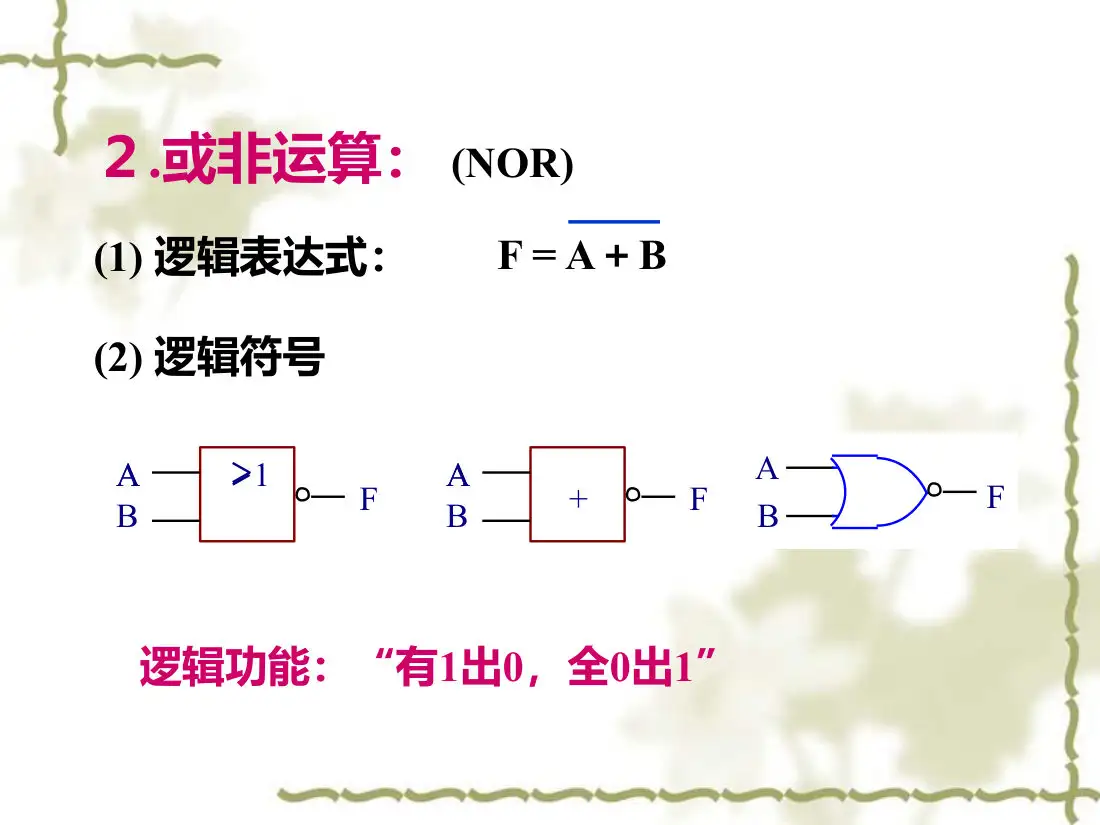 2.或非运算： (NOR)
(1) 逻辑表达式： F = A + B
(2) 逻辑符号
A B >1 F
A B + F
A B F
逻辑功能：“有1出0，全0出1”